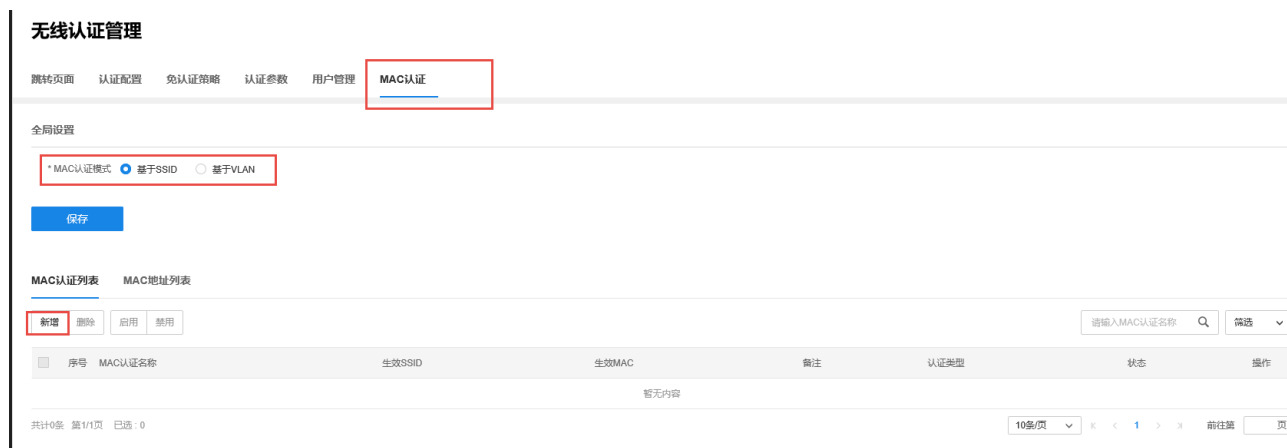 无线认证管理
跳转页面 认证配置 免认证策略 认证参数 用户管理 MAC认证
全局设置
* MAC认证模式 基于SSID 基于VLAN
保存
MAC认证列表 MAC地址列表
新增 删除 启用 禁用 请输入MAC认证名称 筛选
序号 MAC认证名称 生效SSID 生效MAC 备注 认证类型 状态 操作
暂无内容
共计0条 第1/1页 已选：0 10条/页 1 前往第 页